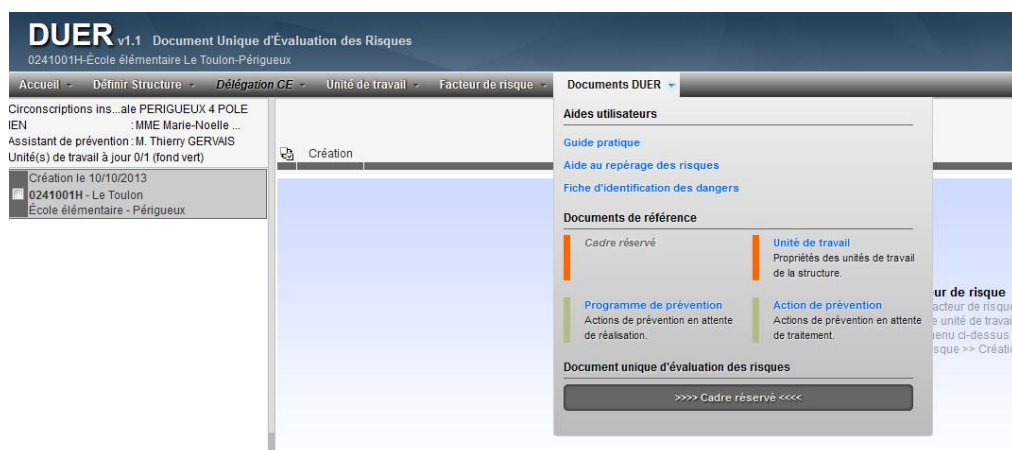 DUER v1.1 Document Unique d'Évaluation des Risques
0241001H-École élémentaire Le Toulon-Périgueux
Accueil Définir Structure Délégation CE Unité de travail Facteur de risque Documents DUER
Circonscriptions ins...ale PERIGUEUX 4 POLE
IEN : MME Marie-Noelle ...
Assistant de prévention : M. Thierry GERVAIS
Unité(s) de travail à jour 0/1 (fond vert)
Création le 10/10/2013
0241001H - Le Toulon
École élémentaire - Périgueux
Création
Aides utilisateurs
Guide pratique
Aide au repérage des risques
Fiche d'identification des dangers
Documents de référence
Cadre réservé
Unité de travail
Propriétés des unités de travail
de la structure.
Programme de prévention
Actions de prévention en attente
de réalisation.
Action de prévention
Actions de prévention en attente
de traitement.
Document unique d'évaluation des risques
>>>> Cadre réservé <<<<
ur de risque
acteur de risque
e unité de travai
enu ci-dessus
sque >> Créati